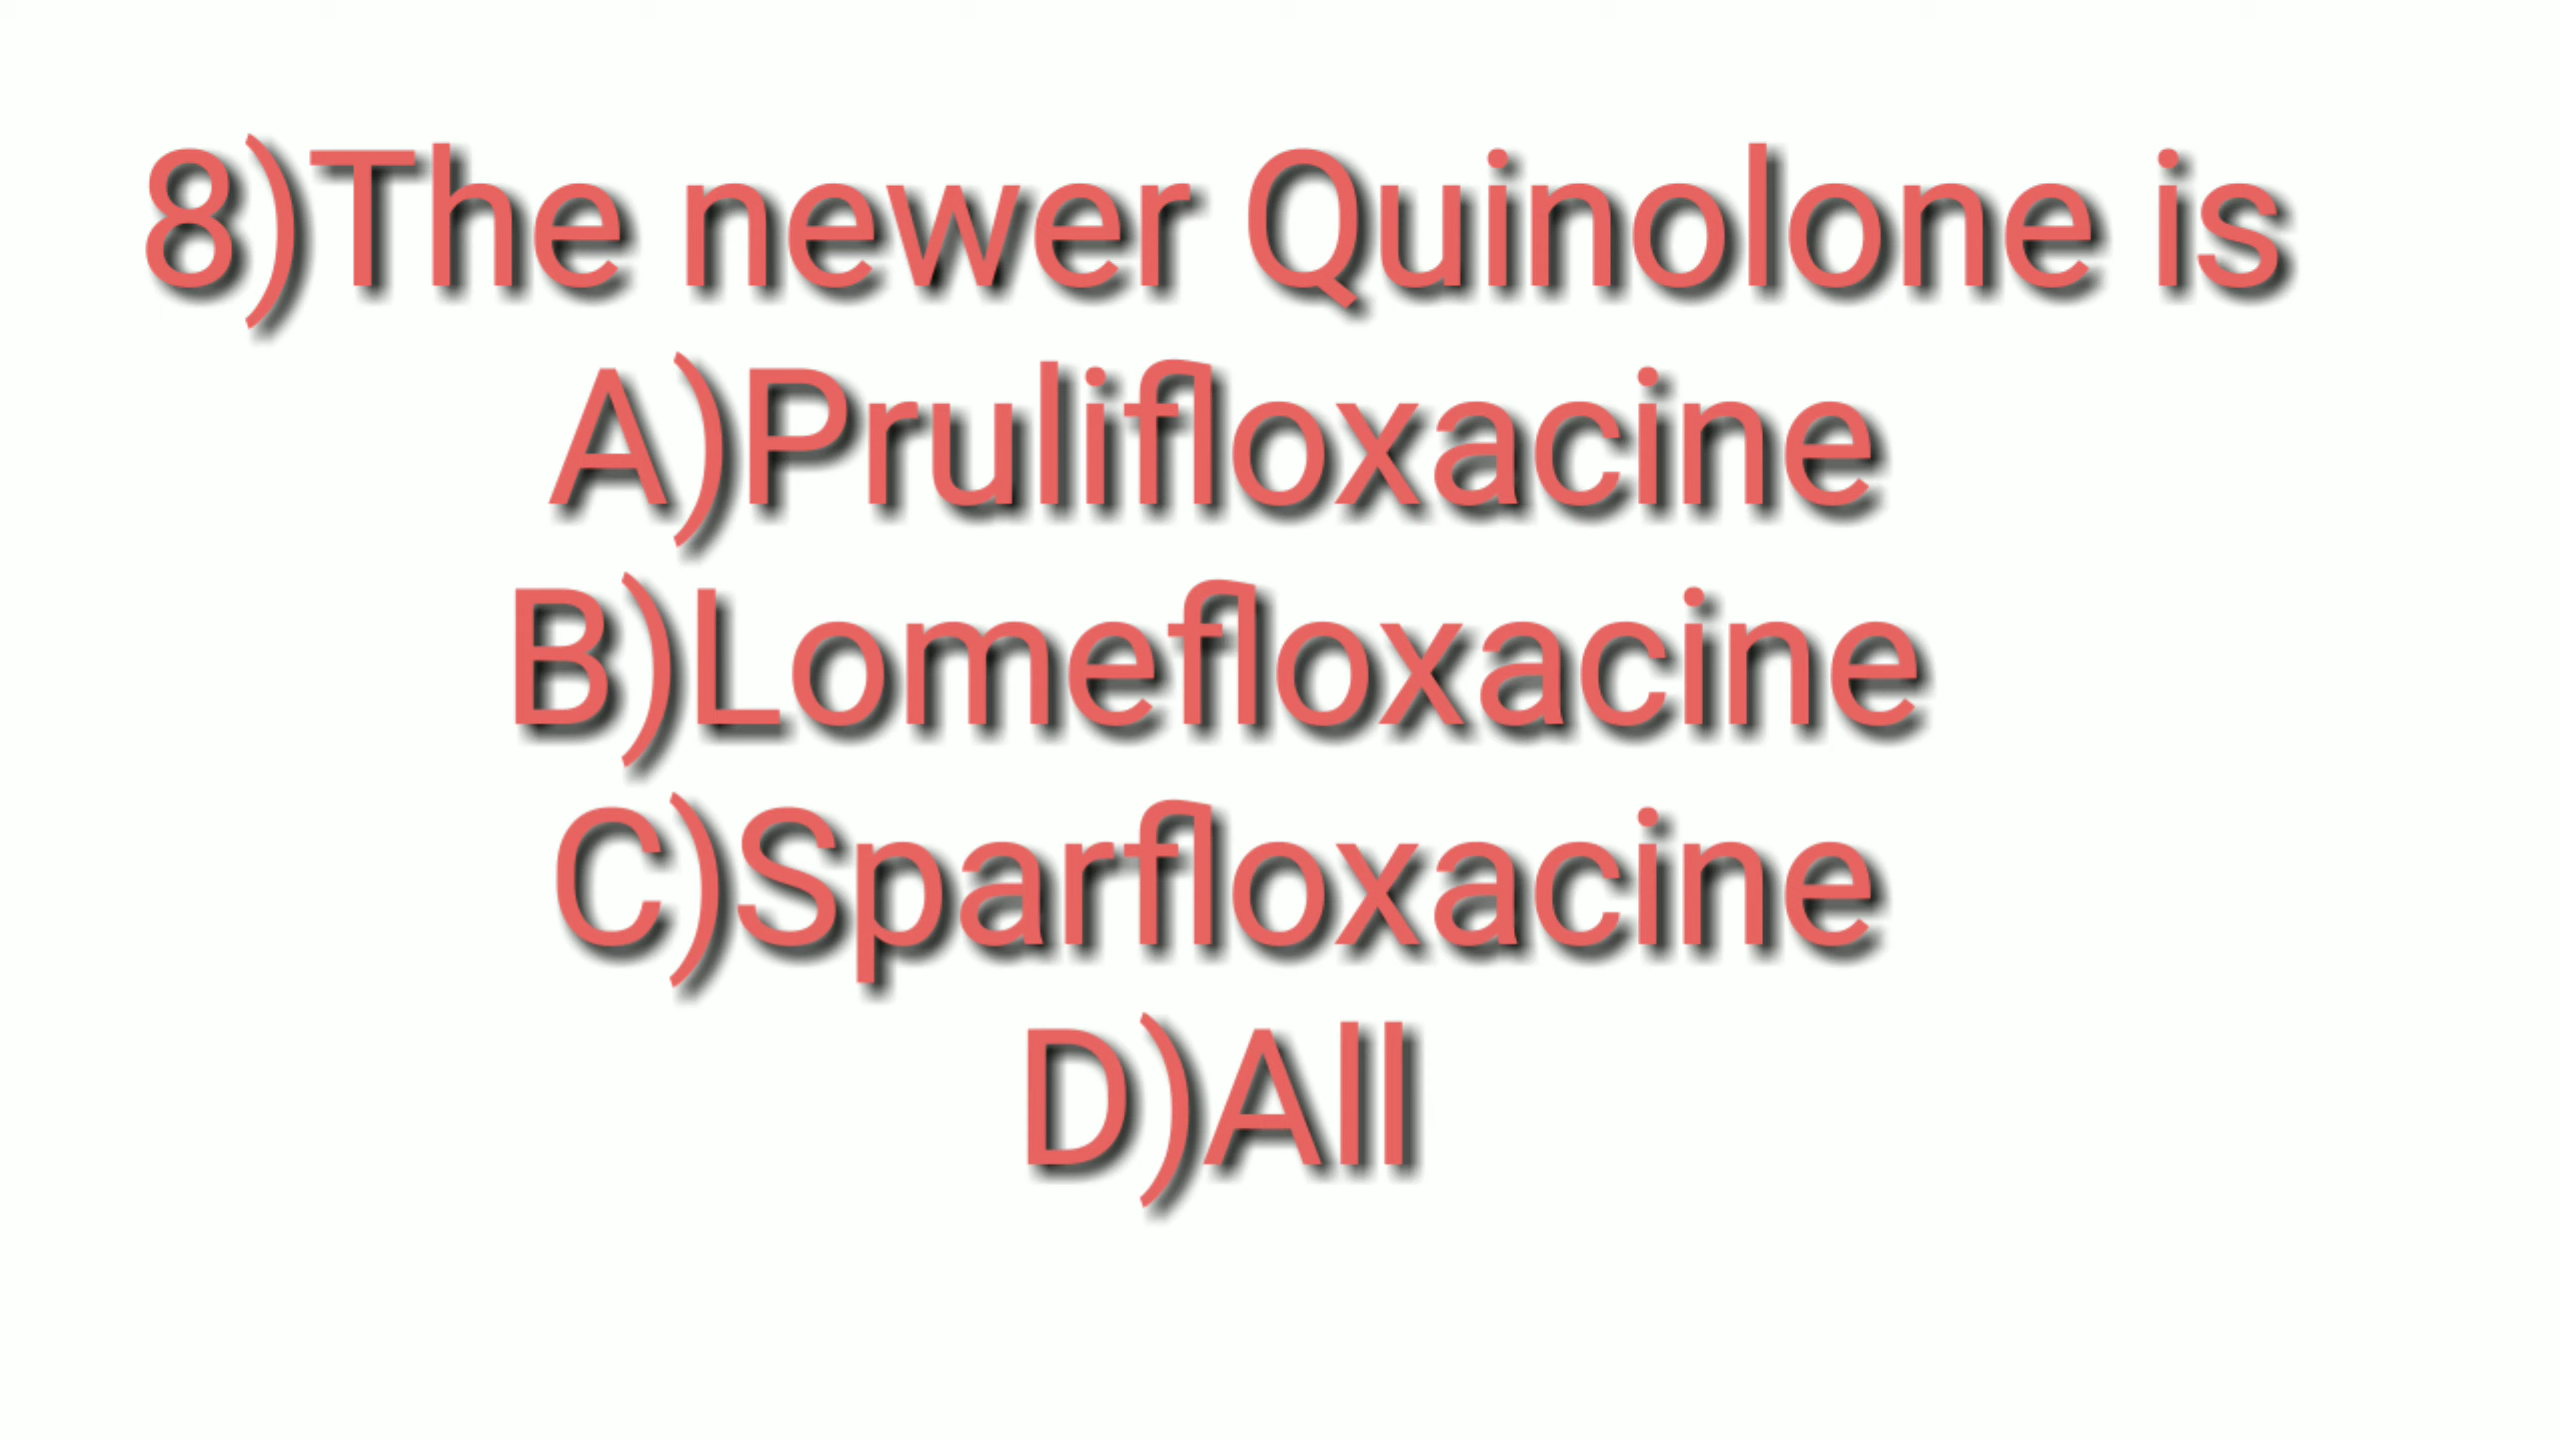 8)The newer Quinolone is
A)Prulifloxacine
B)Lomefloxacine
C)Sparfloxacine
D)All